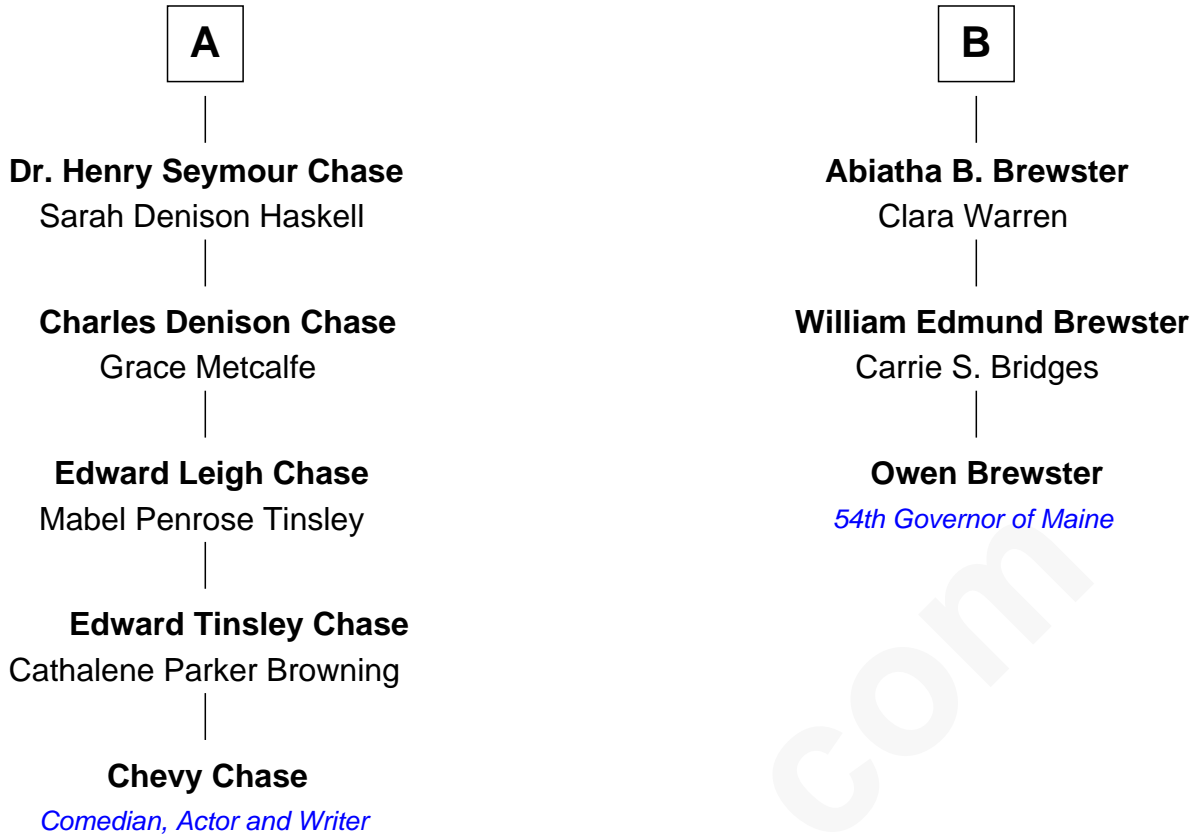 A
Dr. Henry Seymour Chase
Sarah Denison Haskell
Charles Denison Chase
Grace Metcalfe
Edward Leigh Chase
Mabel Penrose Tinsley
Edward Tinsley Chase
Cathalene Parker Browning
Chevy Chase
Comedian, Actor and Writer
B
Abiatha B. Brewster
Clara Warren
William Edmund Brewster
Carrie S. Bridges
Owen Brewster
54th Governor of Maine
com